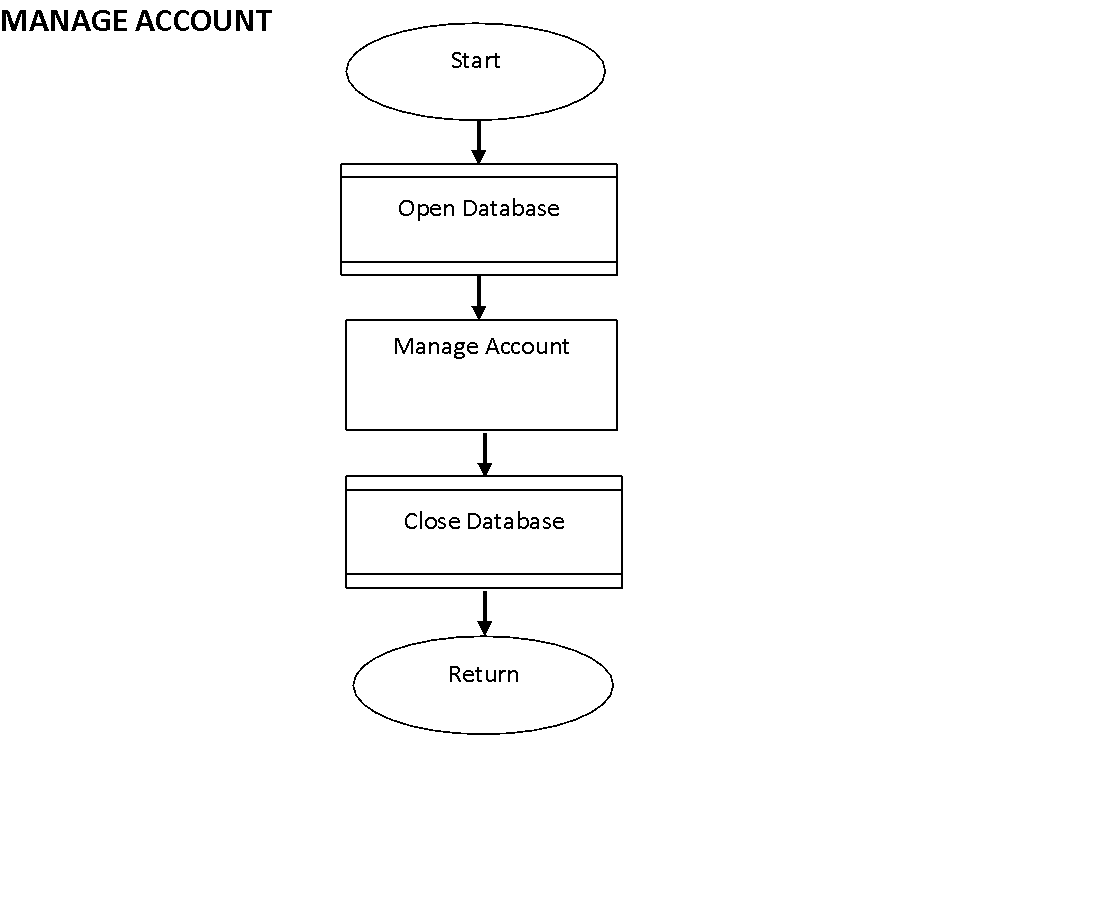 MANAGE ACCOUNT
Start
Open Database
Manage Account
Close Database
Return